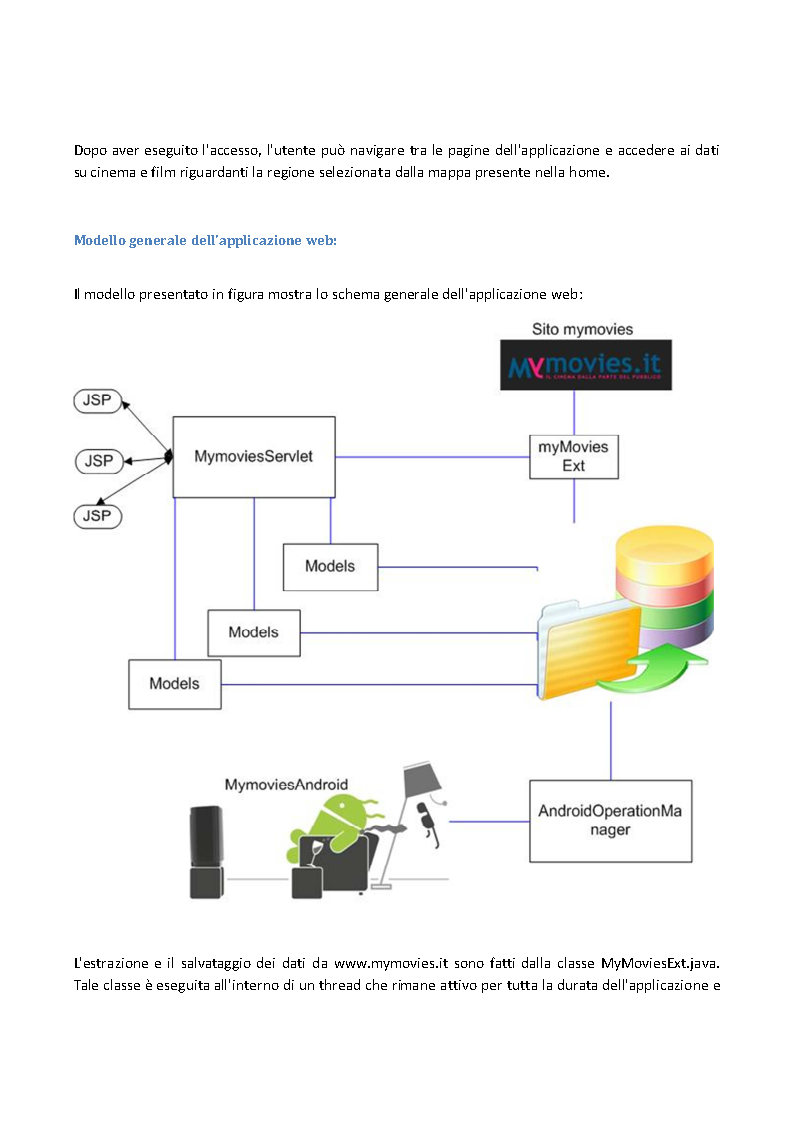 Dopo aver eseguito l'accesso, l'utente può navigare tra le pagine dell'applicazione e accedere ai dati
su cinema e film riguardanti la regione selezionata dalla mappa presente nella home.
Modello generale dell'applicazione web:
Il modello presentato in figura mostra lo schema generale dell'applicazione web:
Sito mymovies
Mymovies.it
IL CINEMA DALLA PARTE DEL PUBBLICO
JSP
JSP
JSP
MymoviesServlet
myMovies
Ext
Models
Models
Models
MymoviesAndroid
AndroidOperationMa
nager
L'estrazione e il salvataggio dei dati da www.mymovies.it sono fatti dalla classe MyMoviesExt.java.
Tale classe è eseguita all'interno di un thread che rimane attivo per tutta la durata dell'applicazione e